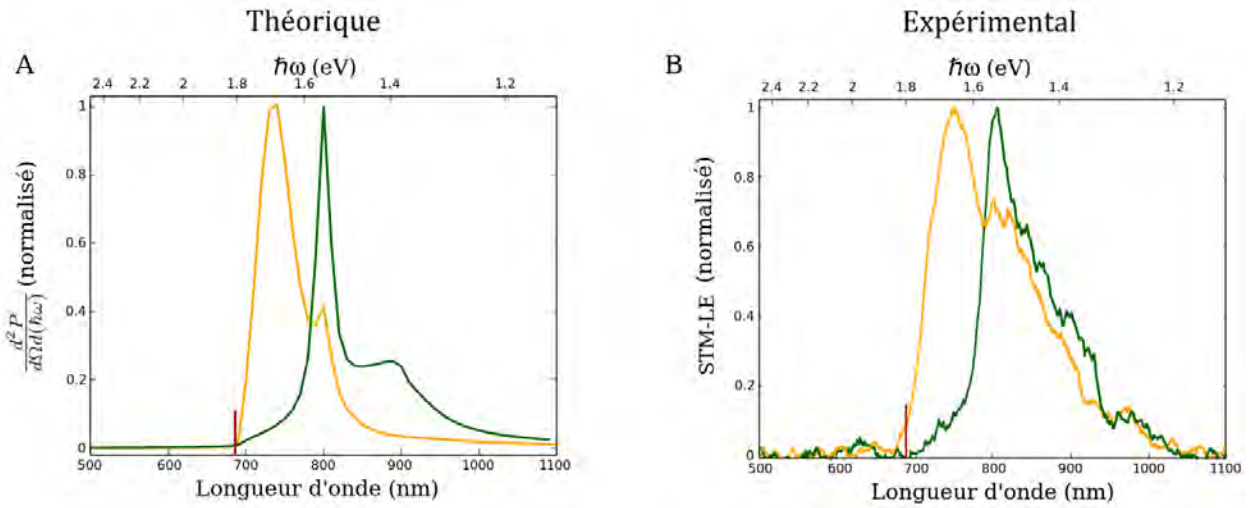 Théorique
Expérimental
A
ħω (eV)
2.4 2.2 2 1.8 1.6 1.4 1.2
d²P/dΩd(ħω) (normalisé)
1
0.8
0.6
0.4
0.2
0
500 600 700 800 900 1000 1100
Longueur d'onde (nm)
B
ħω (eV)
2.4 2.2 2 1.8 1.6 1.4 1.2
STM-LE (normalisé)
1
0.8
0.6
0.4
0.2
0
500 600 700 800 900 1000 1100
Longueur d'onde (nm)